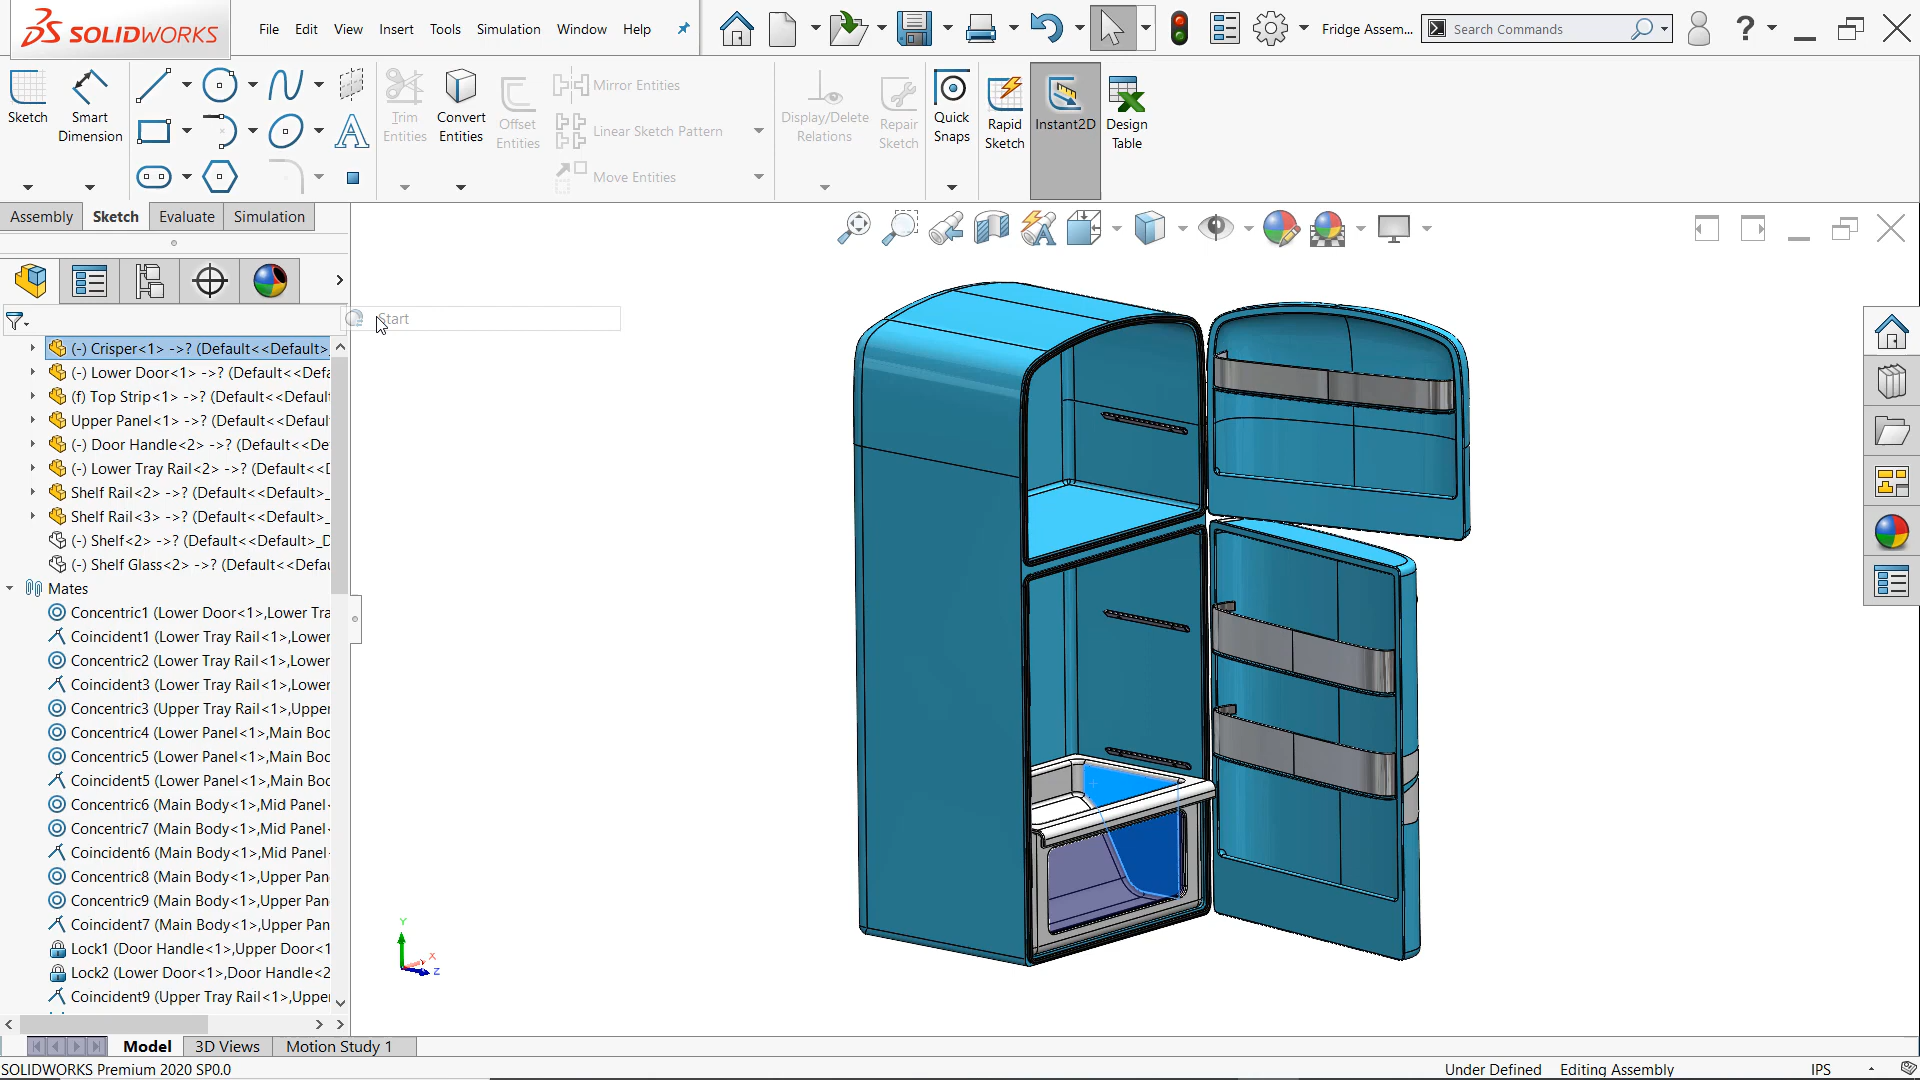 SOLIDWORKS File Edit View Insert Tools Simulation Window Help Fridge Assem... Search Commands
Sketch Smart Dimension Trim Entities Convert Entities Offset Entities Mirror Entities Linear Sketch Pattern Move Entities Display/Delete Relations Repair Sketch Quick Snaps Rapid Sketch Instant2D Design Table
Assembly Sketch Evaluate Simulation
Start
(-) Crisper<1> ->? (Default<<Default>
(-) Lower Door<1> ->? (Default<<Defa
(f) Top Strip<1> ->? (Default<<Default
Upper Panel<1> ->? (Default<<Default
(-) Door Handle<2> ->? (Default<<De
(-) Lower Tray Rail<2> ->? (Default<<D
Shelf Rail<2> ->? (Default<<Default>_
Shelf Rail<3> ->? (Default<<Default>_
(-) Shelf<2> ->? (Default<<Default>_D
(-) Shelf Glass<2> ->? (Default<<Defau
Mates
Concentric1 (Lower Door<1>,Lower Tra
Coincident1 (Lower Tray Rail<1>,Lower
Concentric2 (Lower Tray Rail<1>,Lower
Coincident3 (Lower Tray Rail<1>,Lower
Concentric3 (Upper Tray Rail<1>,Upper
Concentric4 (Lower Panel<1>,Main Bod
Concentric5 (Lower Panel<1>,Main Bod
Coincident5 (Lower Panel<1>,Main Bod
Concentric6 (Main Body<1>,Mid Panel<
Concentric7 (Main Body<1>,Mid Panel<
Coincident6 (Main Body<1>,Mid Panel<
Concentric8 (Main Body<1>,Upper Pan
Concentric9 (Main Body<1>,Upper Pan
Coincident7 (Main Body<1>,Upper Pan
Lock1 (Door Handle<1>,Upper Door<1
Lock2 (Lower Door<1>,Door Handle<2
Coincident9 (Upper Tray Rail<1>,Upper
Y
X
Z
Model 3D Views Motion Study 1
SOLIDWORKS Premium 2020 SP0.0 Under Defined Editing Assembly IPS